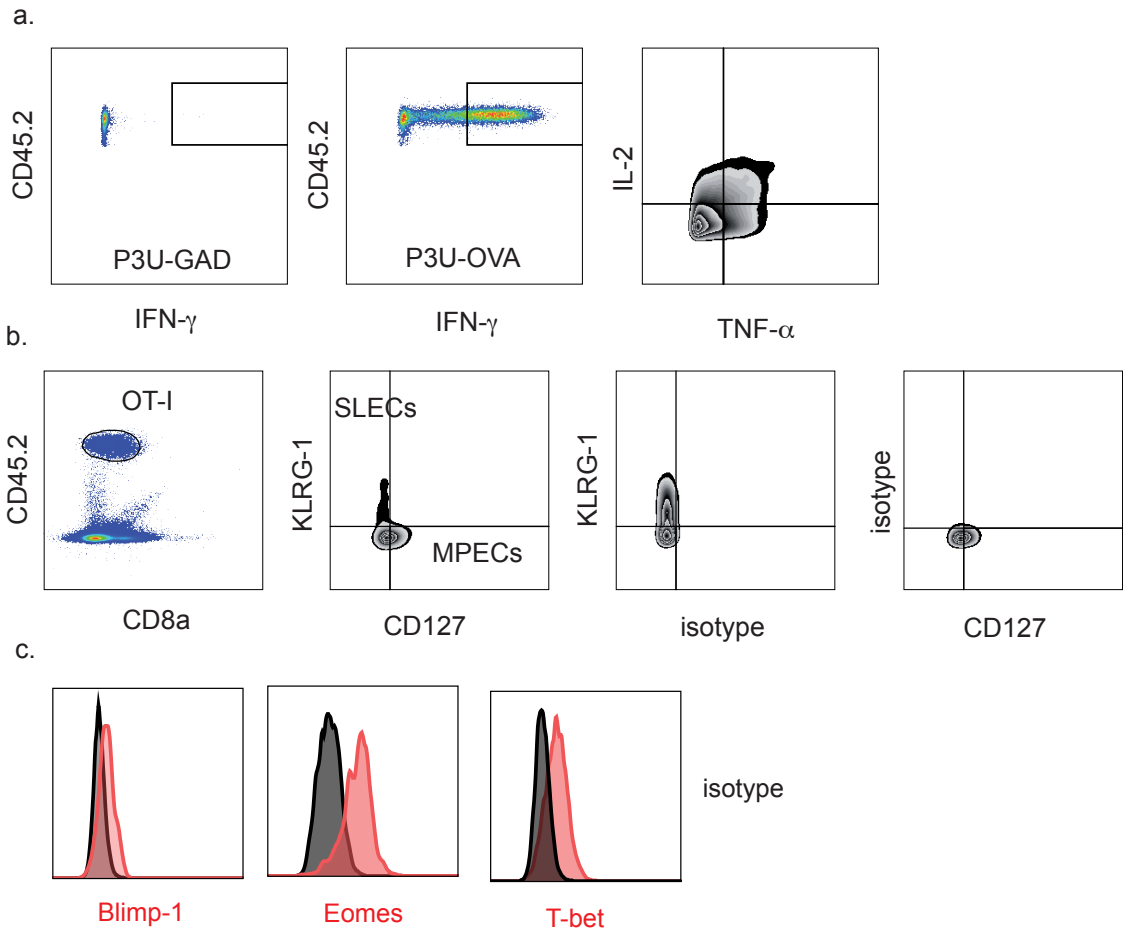 a.
CD45.2
P3U-GAD
IFN-γ
CD45.2
P3U-OVA
IFN-γ
IL-2
TNF-α
b.
CD45.2
OT-I
CD8a
KLRG-1
SLECs
MPECs
CD127
KLRG-1
isotype
isotype
CD127
c.
Blimp-1
Eomes
T-bet
isotype